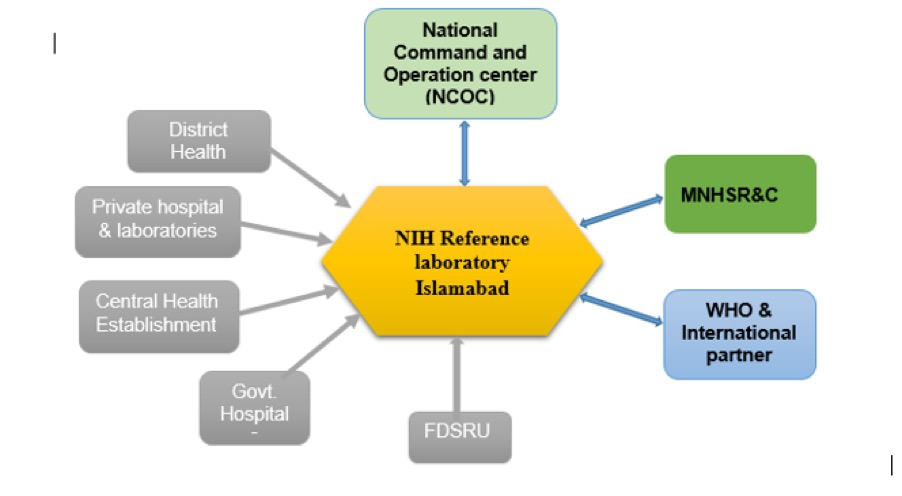 National
Command and
Operation center
(NCOC)
District
Health
Private hospital
& laboratories
MNHSR&C
NIH Reference
laboratory
Islamabad
Central Health
Establishment
WHO &
International
partner
Govt.
Hospital
-
FDSRU